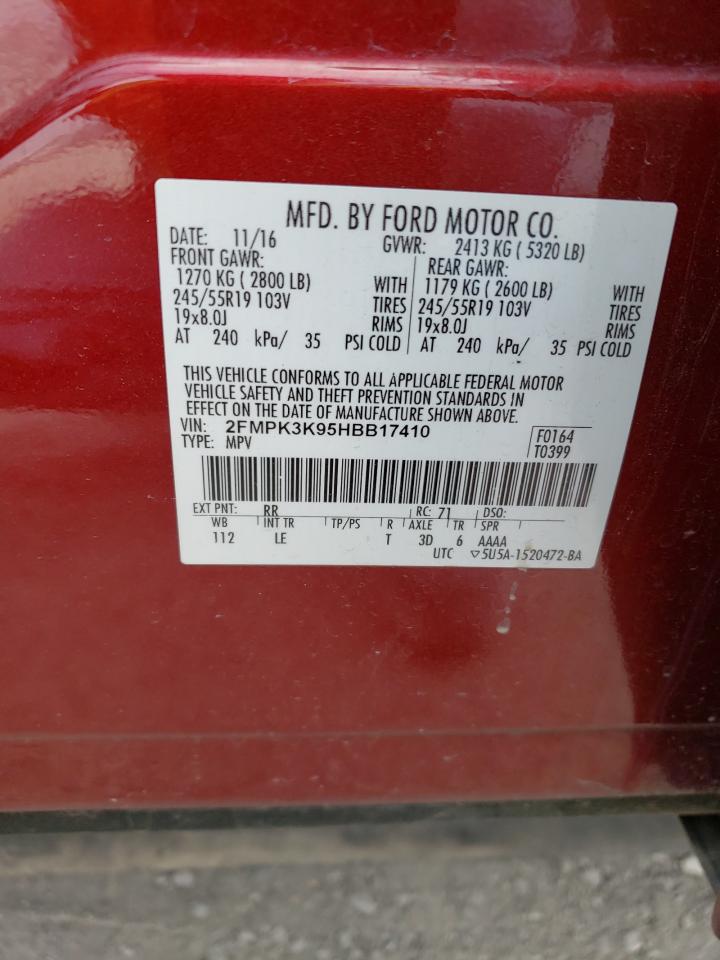 MFD. BY FORD MOTOR CO.
DATE: 11/16 GVWR: 2413 KG ( 5320 LB)
FRONT GAWR: REAR GAWR:
1270 KG ( 2800 LB) WITH 1179 KG ( 2600 LB) WITH
245/55R19 103V TIRES 245/55R19 103V TIRES
19x8.0J RIMS 19x8.0J RIMS
AT 240 kPa/ 35 PSI COLD AT 240 kPa/ 35 PSI COLD
THIS VEHICLE CONFORMS TO ALL APPLICABLE FEDERAL MOTOR
VEHICLE SAFETY AND THEFT PREVENTION STANDARDS IN
EFFECT ON THE DATE OF MANUFACTURE SHOWN ABOVE.
VIN: 2FMPK3K95HBB17410 F0164
TYPE: MPV T0399
EXT PNT: RR RC: 71 DSO:
WB INT TR TP/PS R AXLE TR SPR
112 LE T 3D 6 AAAA
UTC ▽5U5A-1520472-BA